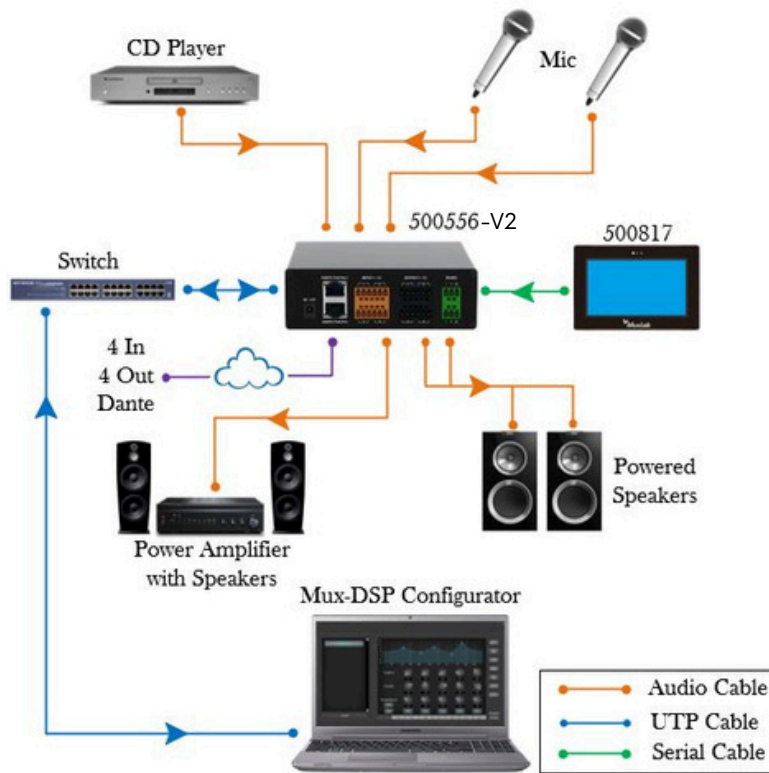 CD Player
Mic
500556-V2
500817
Switch
MuxLab
4 In
4 Out
Dante
Powered
Speakers
Power Amplifier
with Speakers
Mux-DSP Configurator
Audio Cable
UTP Cable
Serial Cable